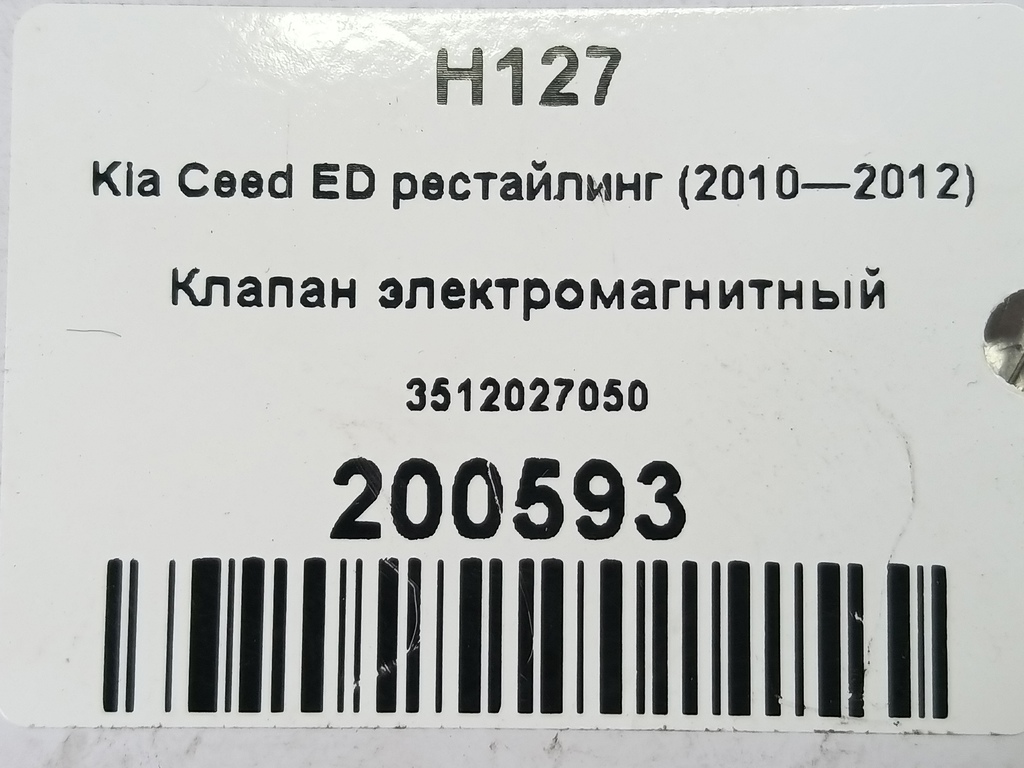 H127
Kia Ceed ED рестайлинг (2010—2012)
Клапан электромагнитный
3512027050
200593